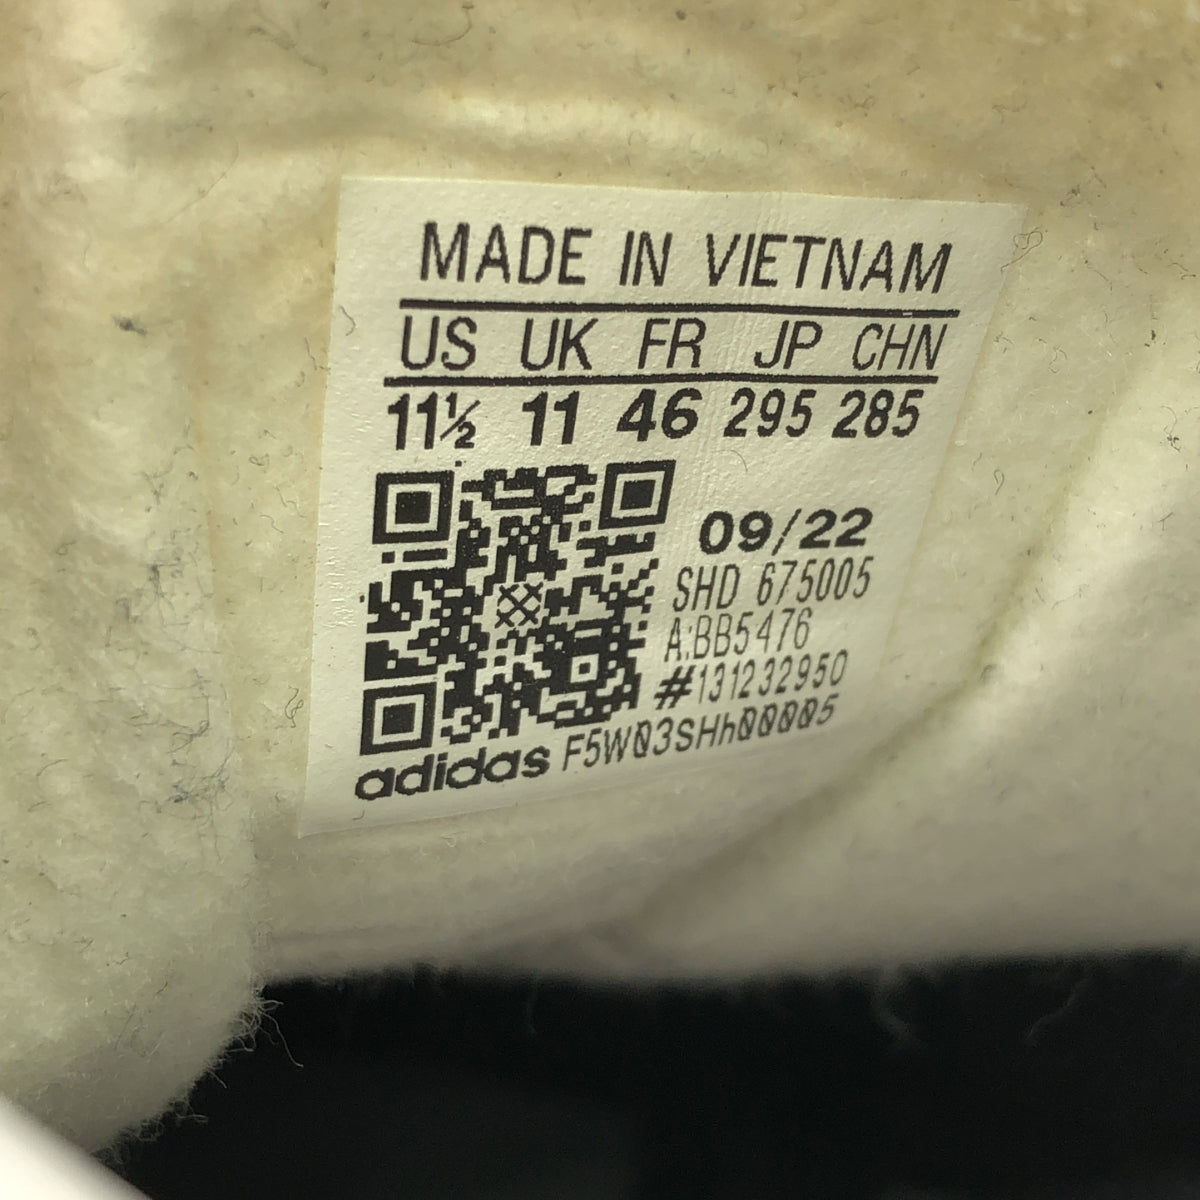 MADE IN VIETNAM
US UK FR JP CHN
11½ 11 46 295 285
09/22
SHD 675005
A:BB5476
#131232950
adidas F5W03SHh00005